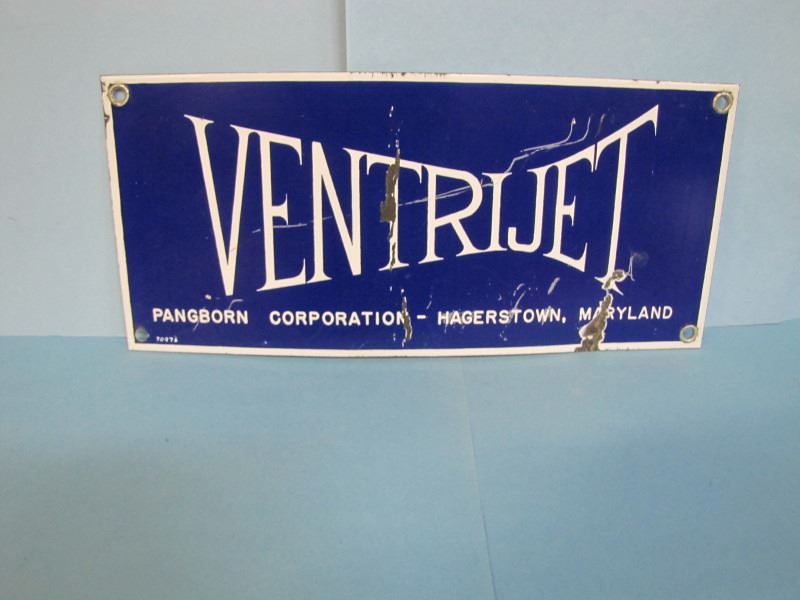 VENTRIJET
PANGBORN CORPORATION - HAGERSTOWN, MARYLAND